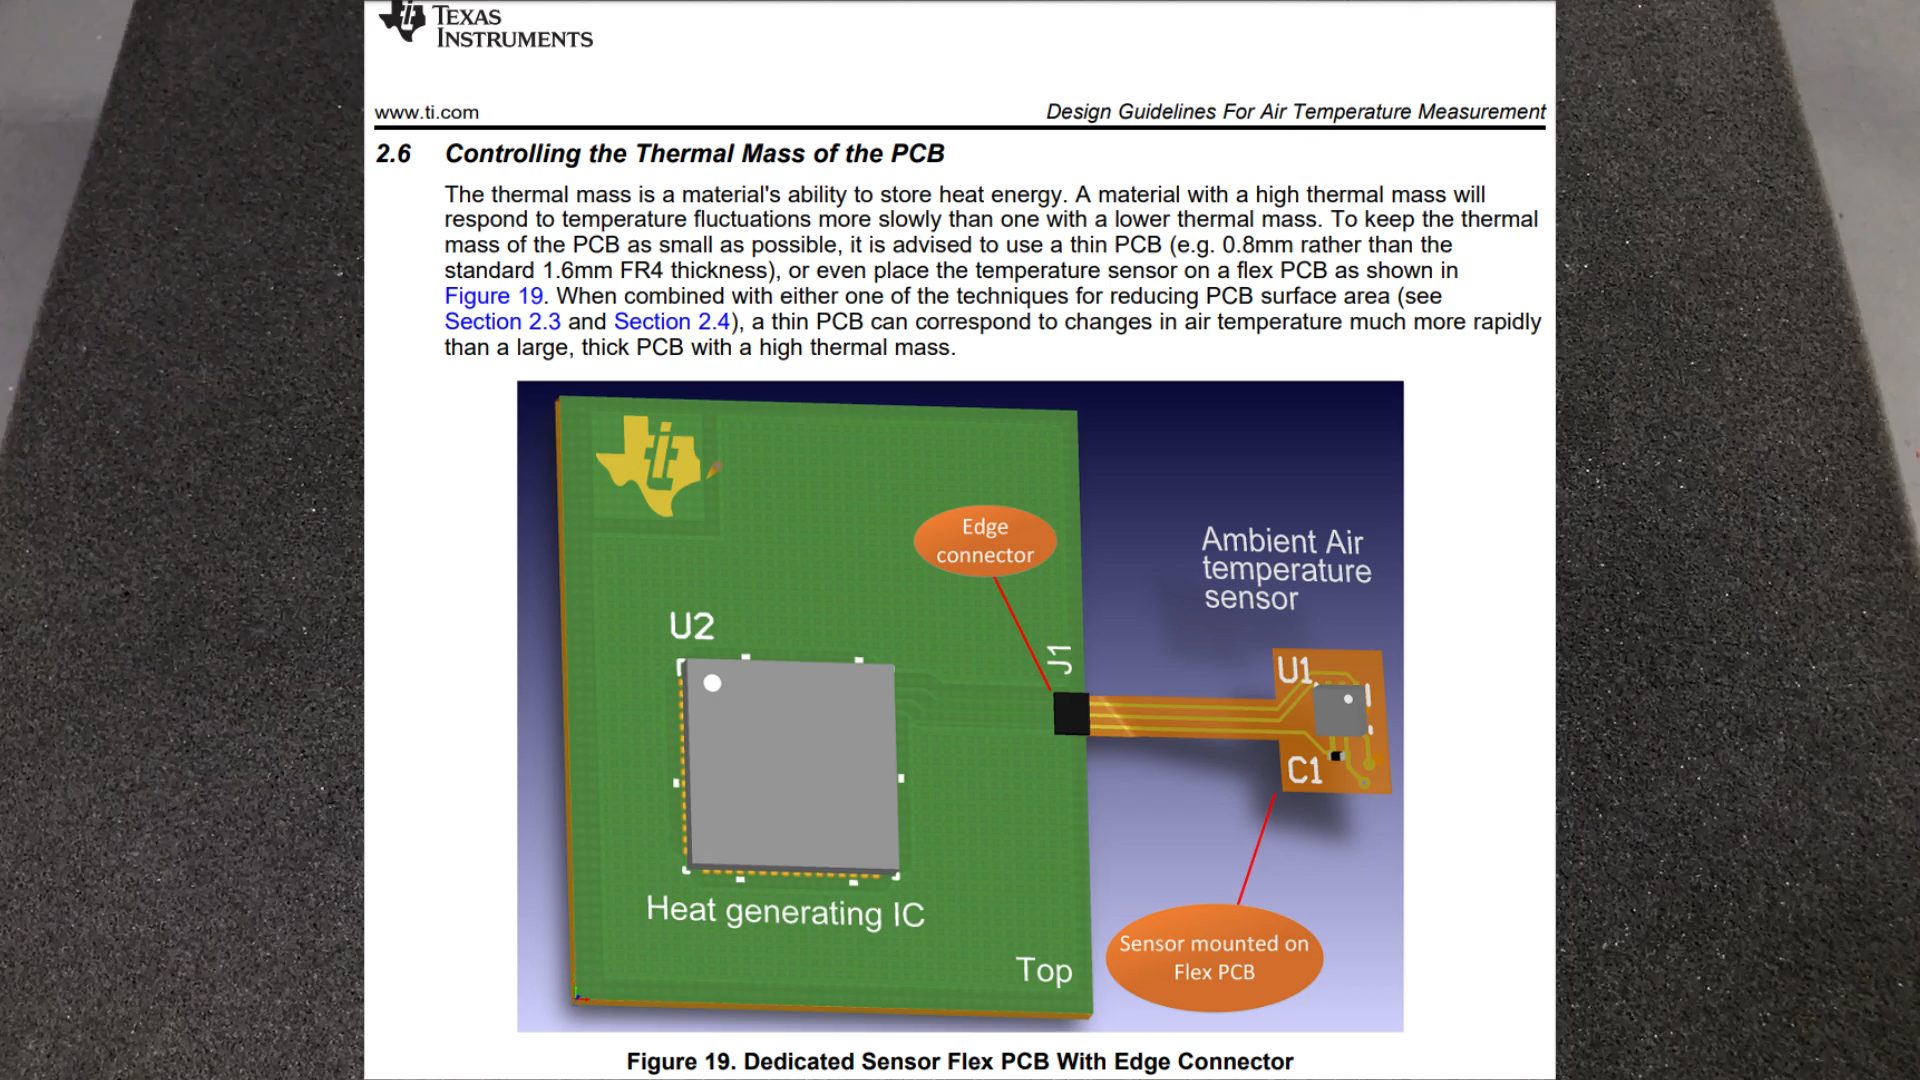 TEXAS
INSTRUMENTS
www.ti.com
Design Guidelines For Air Temperature Measurement
2.6 Controlling the Thermal Mass of the PCB
The thermal mass is a material's ability to store heat energy. A material with a high thermal mass will
respond to temperature fluctuations more slowly than one with a lower thermal mass. To keep the thermal
mass of the PCB as small as possible, it is advised to use a thin PCB (e.g. 0.8mm rather than the
standard 1.6mm FR4 thickness), or even place the temperature sensor on a flex PCB as shown in
Figure 19. When combined with either one of the techniques for reducing PCB surface area (see
Section 2.3 and Section 2.4), a thin PCB can correspond to changes in air temperature much more rapidly
than a large, thick PCB with a high thermal mass.
Edge
connector
Ambient Air
temperature
sensor
U2
J1
U1
C1
Heat generating IC
Top
Sensor mounted on
Flex PCB
Figure 19. Dedicated Sensor Flex PCB With Edge Connector